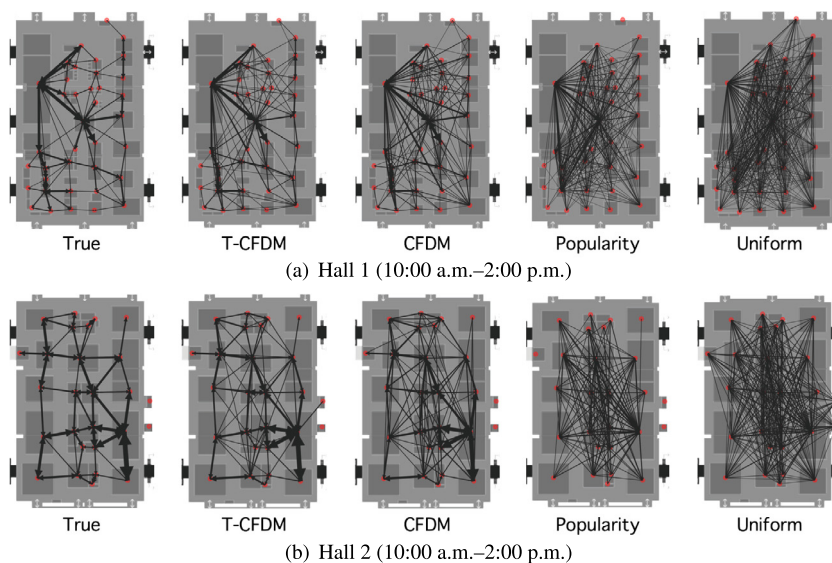 True T-CFDM CFDM Popularity Uniform
(a) Hall 1 (10:00 a.m.–2:00 p.m.)
True T-CFDM CFDM Popularity Uniform
(b) Hall 2 (10:00 a.m.–2:00 p.m.)